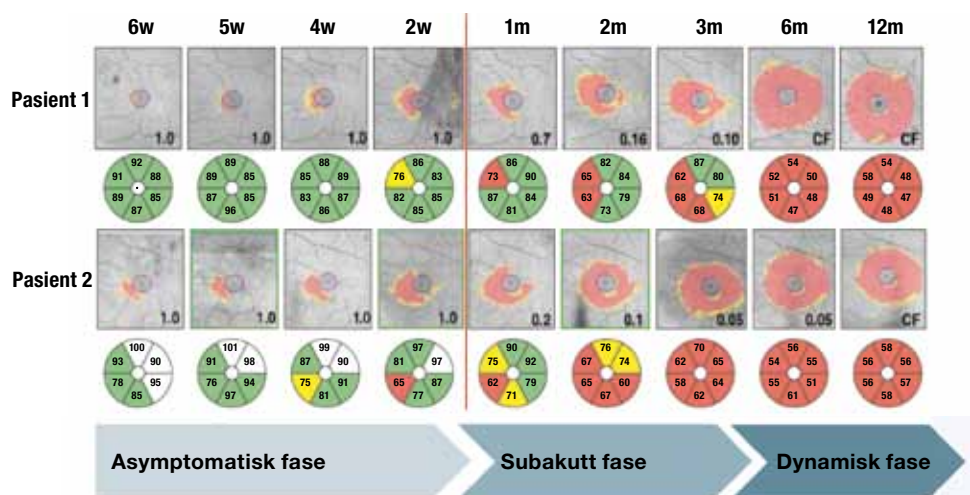 6w 5w 4w 2w 1m 2m 3m 6m 12m
Pasient 1
1.0 1.0 1.0 1.0 0.7 0.16 0.10 CF CF
92 88 85 87 89 91
89 85 85 96 87 89
88 89 87 86 83 85
86 83 85 85 82 76
86 90 84 81 87 73
82 84 79 73 63 65
87 80 74 68 68 62
54 50 48 47 51 52
54 58 47 48 49 56
Pasient 2
1.0 1.0 1.0 1.0 0.2 0.1 0.05 0.05 CF
100 90 95 85 78 93
101 98 94 97 76 91
99 90 91 81 75 87
97 97 87 77 65 81
90 92 79 71 62 75
76 74 60 67 65 67
70 65 64 62 58 62
56 55 51 61 55 54
58 56 57 58 56 56
Asymptomatisk fase Subakutt fase Dynamisk fase